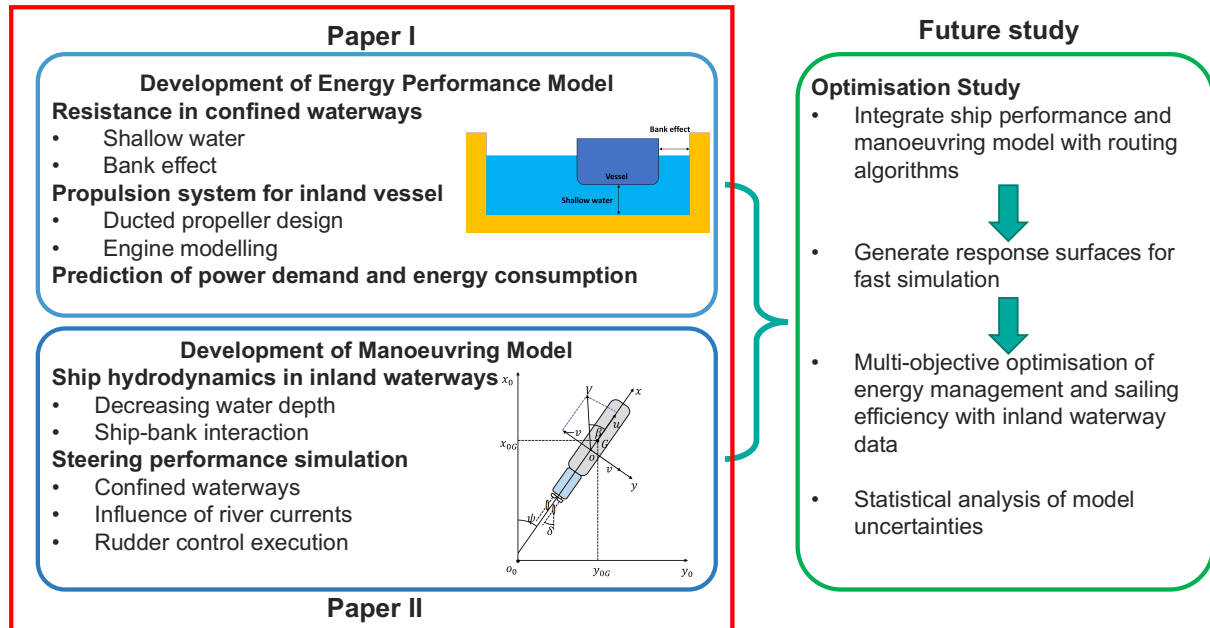 Paper I
Development of Energy Performance Model
Resistance in confined waterways
• Shallow water
• Bank effect
Propulsion system for inland vessel
• Ducted propeller design
• Engine modelling
Prediction of power demand and energy consumption
Bank effect
Vessel
Shallow water
Development of Manoeuvring Model
Ship hydrodynamics in inland waterways
• Decreasing water depth
• Ship-bank interaction
Steering performance simulation
• Confined waterways
• Influence of river currents
• Rudder control execution
x₀
V
x
u
−v
β
G
x₀G
o
v
y
ψ
δ
o₀
y₀G
y₀
Paper II
Future study
Optimisation Study
• Integrate ship performance and
manoeuvring model with routing
algorithms
• Generate response surfaces for
fast simulation
• Multi-objective optimisation of
energy management and sailing
efficiency with inland waterway
data
• Statistical analysis of model
uncertainties